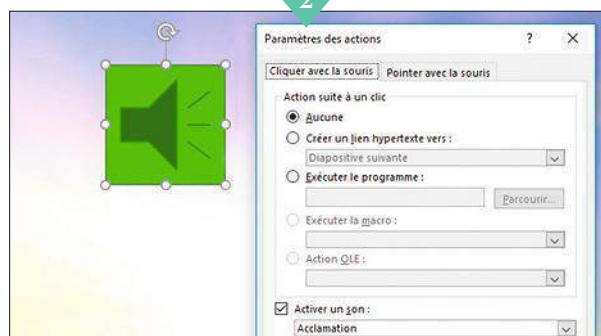 2
Paramètres des actions ? X
Cliquer avec la souris Pointer avec la souris
Action suite à un clic
Aucune
Créer un lien hypertexte vers :
Diapositive suivante
Exécuter le programme :
Parcourir...
Exécuter la macro :
Action OLE :
Activer un son :
Acclamation